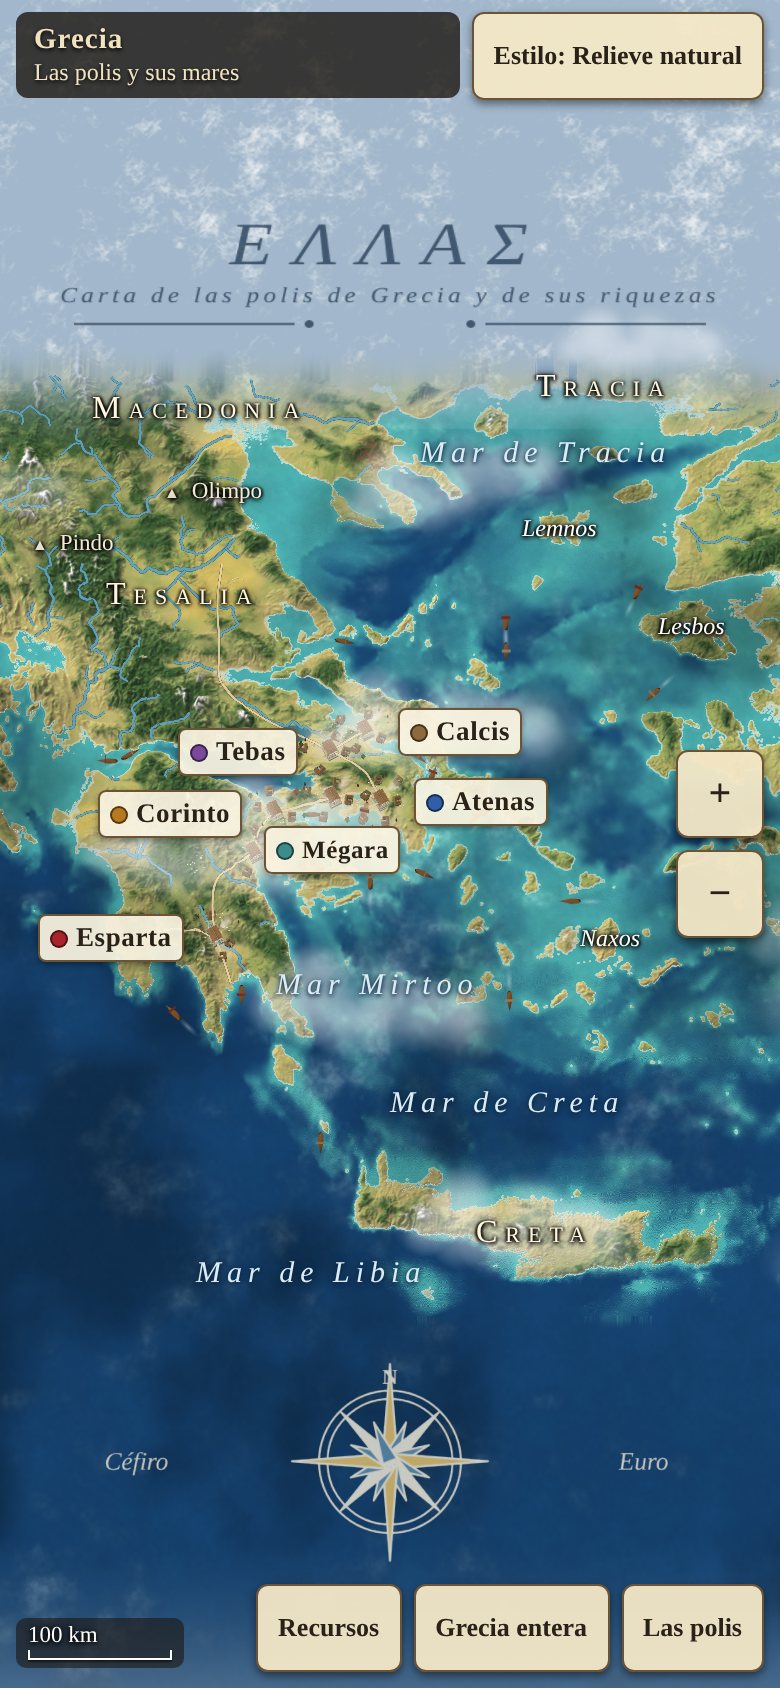 Grecia
Las polis y sus mares
Estilo: Relieve natural
ΕΛΛΑΣ
Carta de las polis de Grecia y de sus riquezas
TRACIA
MACEDONIA
Mar de Tracia
Olimpo
Lemnos
Pindo
TESALIA
Lesbos
Calcis
Tebas
+
Atenas
Corinto
Mégara
−
Esparta
Naxos
Mar Mirtoo
Mar de Creta
CRETA
Mar de Libia
N
Céfiro
Euro
Recursos
Grecia entera
Las polis
100 km